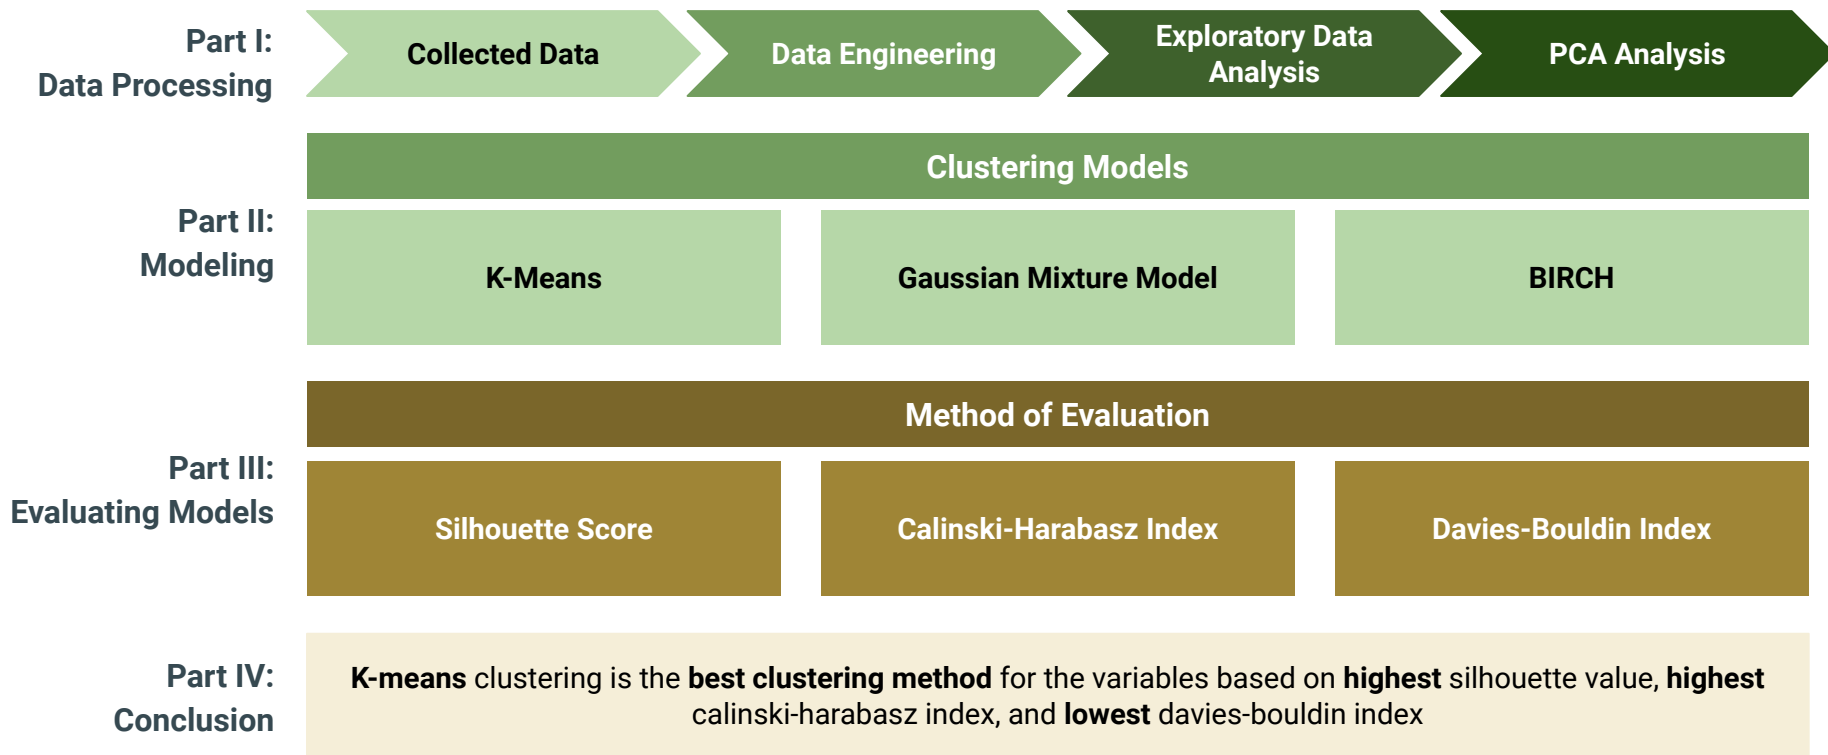 Part I:
Data Processing
Collected Data
Data Engineering
Exploratory Data
Analysis
PCA Analysis
Part II:
Modeling
Clustering Models
K-Means
Gaussian Mixture Model
BIRCH
Part III:
Evaluating Models
Method of Evaluation
Silhouette Score
Calinski-Harabasz Index
Davies-Bouldin Index
Part IV:
Conclusion
K-means clustering is the best clustering method for the variables based on highest silhouette value, highest
calinski-harabasz index, and lowest davies-bouldin index